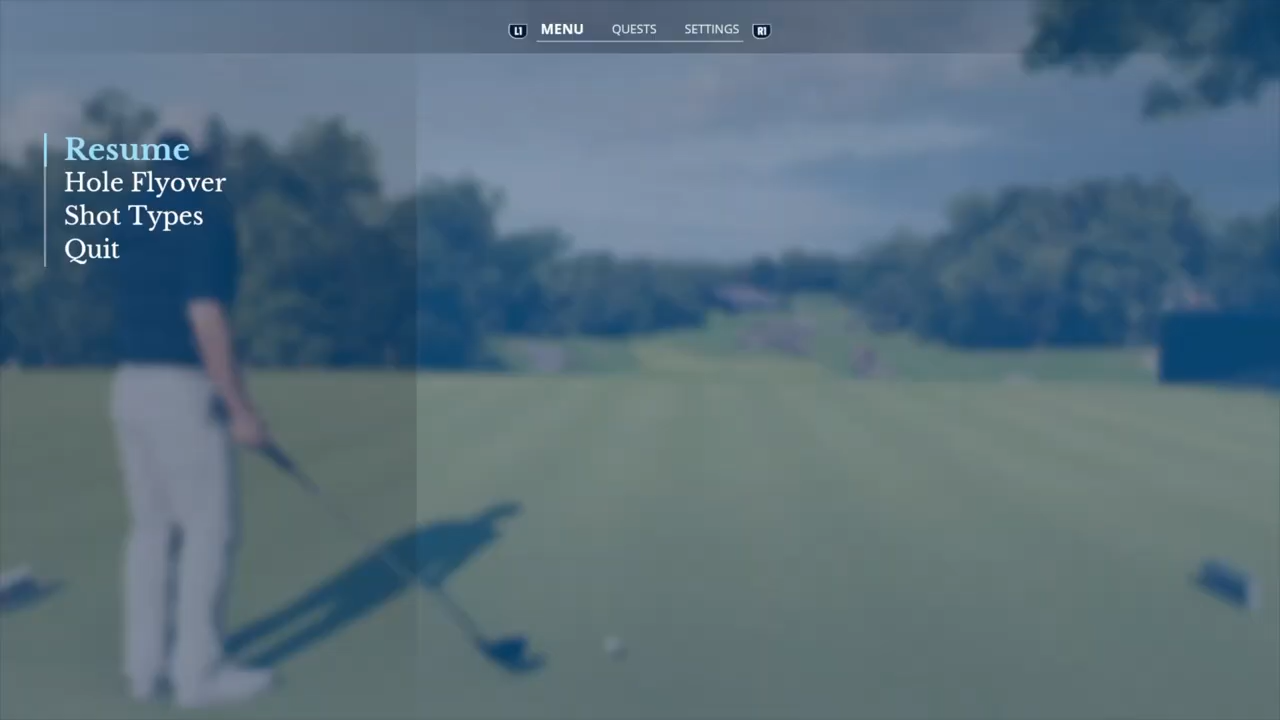 L1 MENU QUESTS SETTINGS R1
Resume
Hole Flyover
Shot Types
Quit